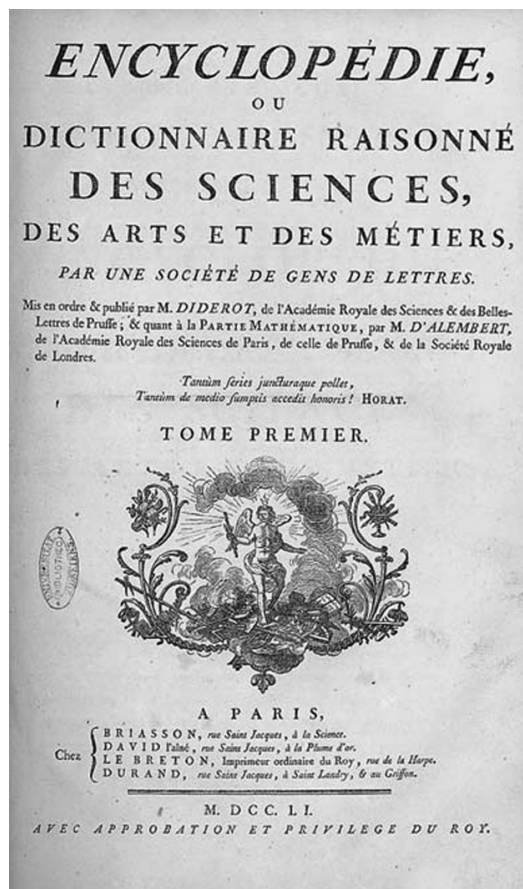 ENCYCLOPÉDIE,
OU
DICTIONNAIRE RAISONNÉ
DES SCIENCES,
DES ARTS ET DES MÉTIERS,
PAR UNE SOCIÉTÉ DE GENS DE LETTRES.
Mis en ordre & publié par M. DIDEROT, de l'Académie Royale des Sciences & des Belles-
Lettres de Prusse; & quant à la PARTIE MATHÉMATIQUE, par M. D'ALEMBERT,
de l'Académie Royale des Sciences de Paris, de celle de Prusse, & de la Société Royale
de Londres.
Tantùm series juncturaque pollet,
Tantùm de medio sumptis accedit honoris! HORAT.
TOME PREMIER.
A PARIS,
Chez
BRIASSON, rue Saint Jacques, à la Science.
DAVID l'aîné, rue Saint Jacques, à la Plume d'or.
LE BRETON, Imprimeur ordinaire du Roy, rue de la Harpe.
DURAND, rue Saint Jacques, à Saint Landry, & au Griffon.
M. DCC. LI.
AVEC APPROBATION ET PRIVILEGE DU ROY.